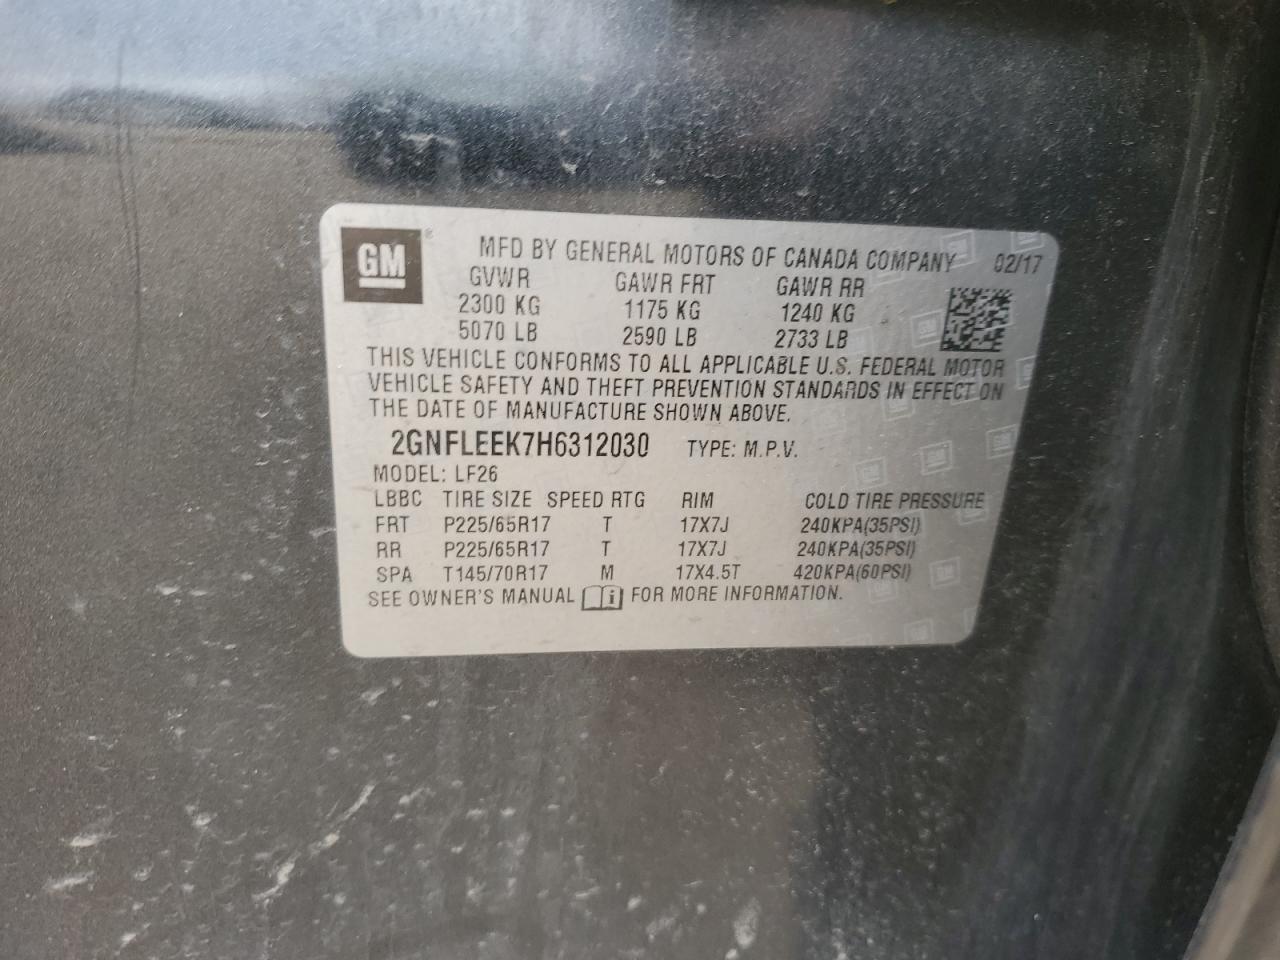 GM ®
MFD BY GENERAL MOTORS OF CANADA COMPANY 02/17
GVWR GAWR FRT GAWR RR
2300 KG 1175 KG 1240 KG
5070 LB 2590 LB 2733 LB
THIS VEHICLE CONFORMS TO ALL APPLICABLE U.S. FEDERAL MOTOR
VEHICLE SAFETY AND THEFT PREVENTION STANDARDS IN EFFECT ON
THE DATE OF MANUFACTURE SHOWN ABOVE.
2GNFLEEK7H6312030 TYPE: M.P.V.
MODEL: LF26
LBBC TIRE SIZE SPEED RTG RIM COLD TIRE PRESSURE
FRT P225/65R17 T 17X7J 240KPA(35PSI)
RR P225/65R17 T 17X7J 240KPA(35PSI)
SPA T145/70R17 M 17X4.5T 420KPA(60PSI)
SEE OWNER'S MANUAL i FOR MORE INFORMATION.